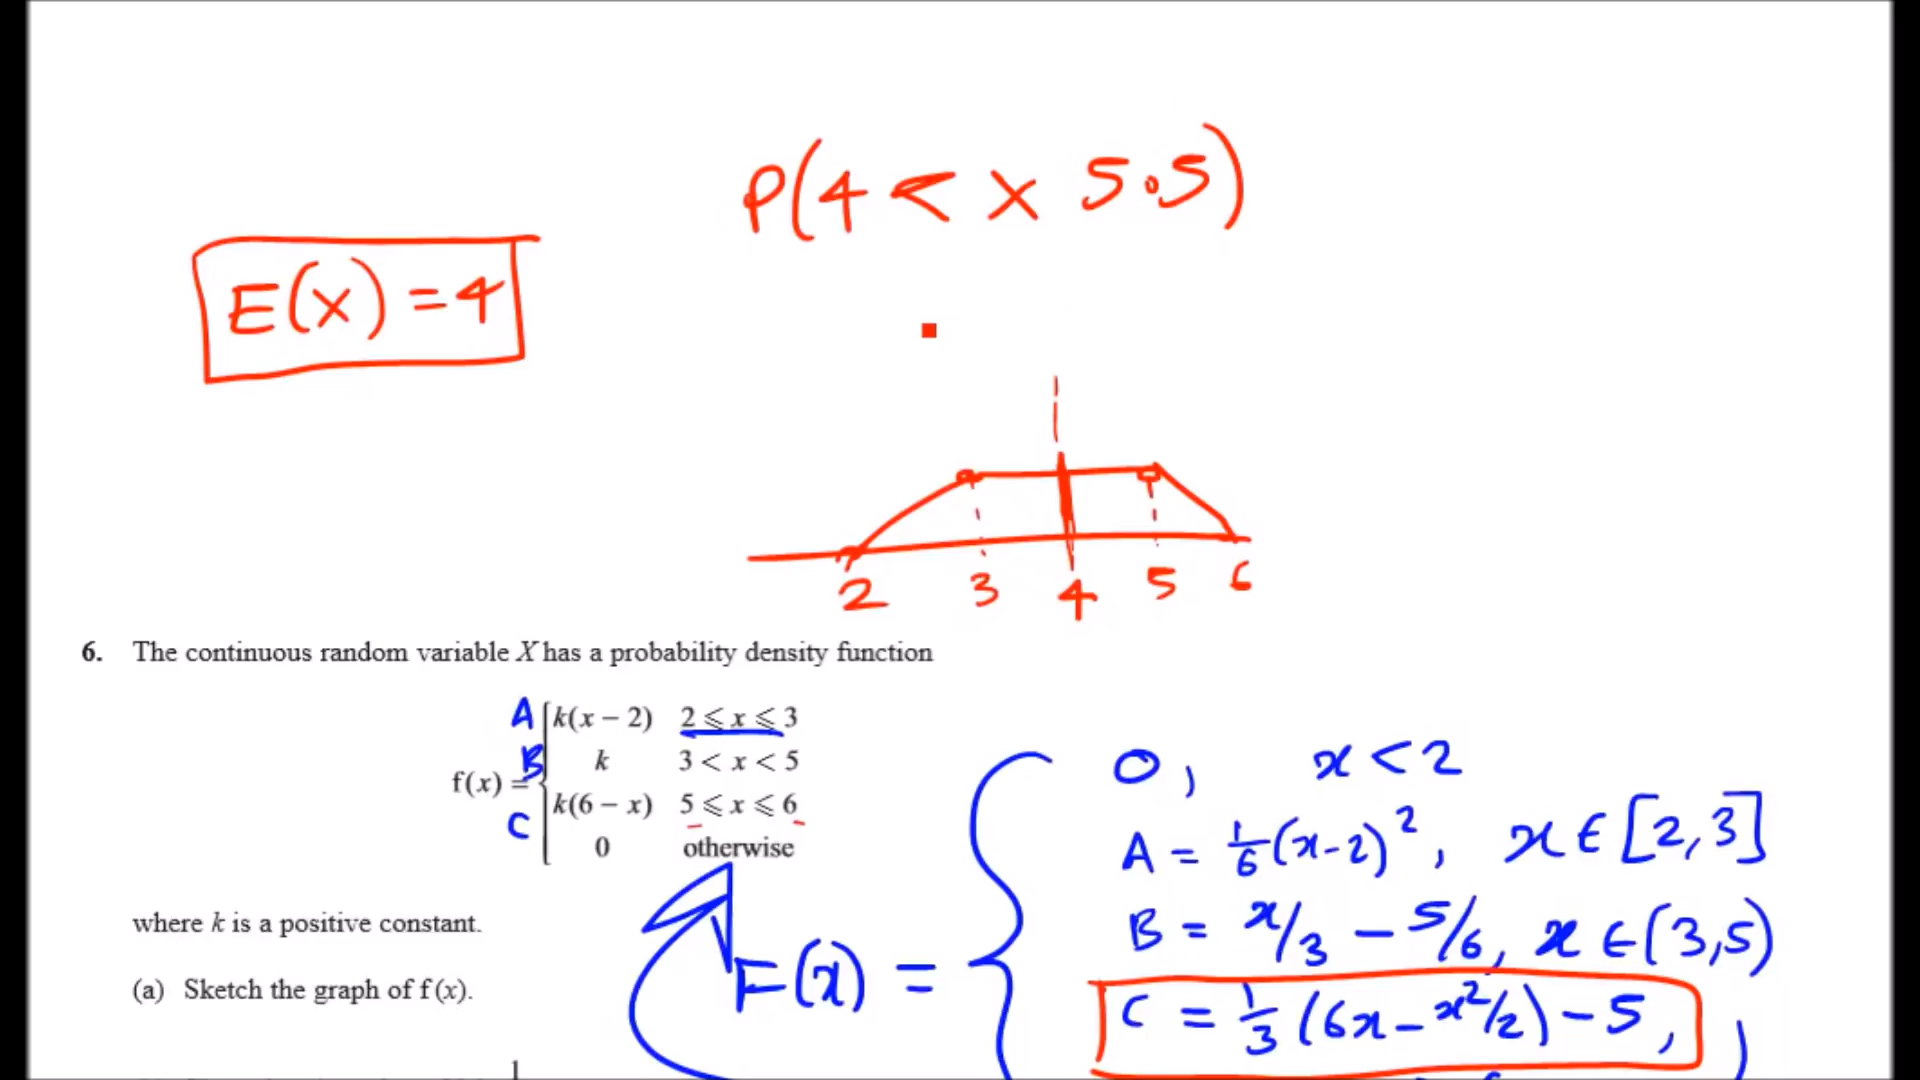 P(4 < x 5.5)
E(x) = 4
2 3 4 5 6
6. The continuous random variable X has a probability density function
A k(x − 2) 2 ⩽ x ⩽ 3
B k 3 < x < 5
f(x) =
C k(6 − x) 5 ⩽ x ⩽ 6
0 otherwise
0, x < 2
A = 1/6 (x-2)², x ∈ [2,3]
B = x/3 − 5/6, x ∈ (3,5)
F(x) =
C = 1/3 (6x − x²/2) − 5,
where k is a positive constant.
(a) Sketch the graph of f(x).